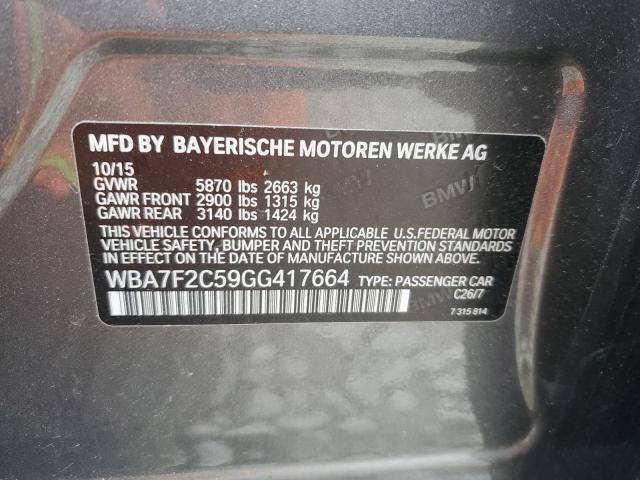 MFD BY BAYERISCHE MOTOREN WERKE AG
10/15
GVWR 5870 lbs 2663 kg
GAWR FRONT 2900 lbs 1315 kg
GAWR REAR 3140 lbs 1424 kg
THIS VEHICLE CONFORMS TO ALL APPLICABLE U.S.FEDERAL MOTOR
VEHICLE SAFETY, BUMPER AND THEFT PREVENTION STANDARDS
IN EFFECT ON THE DATE OF MANUFACTURE SHOWN ABOVE.
WBA7F2C59GG417664 TYPE: PASSENGER CAR
C26/7
7 315 814
BMW
BMW
BMW